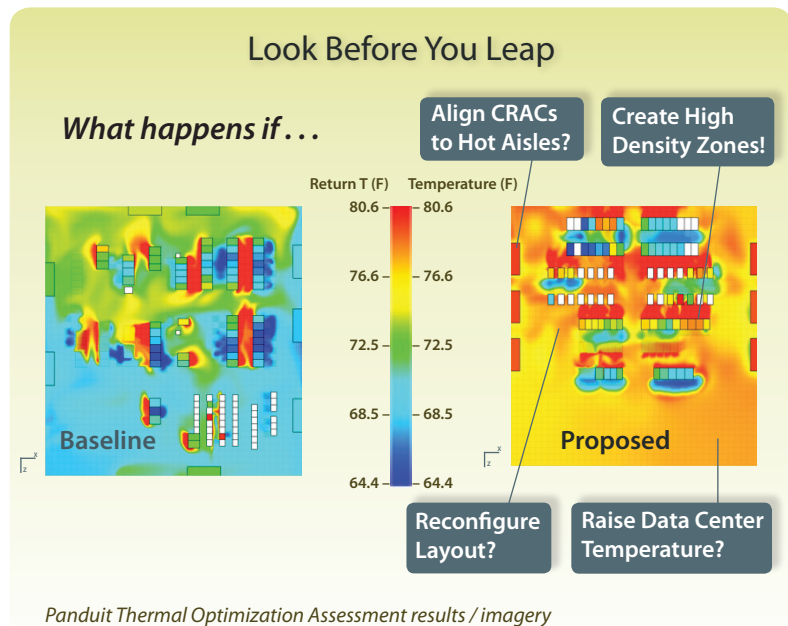 Look Before You Leap
What happens if . . .
Align CRACs
to Hot Aisles?
Create High
Density Zones!
Return T (F) Temperature (F)
80.6 80.6
76.6 76.6
72.5 72.5
68.5 68.5
64.4 64.4
Baseline
Proposed
x
z
x
z
Reconfigure
Layout?
Raise Data Center
Temperature?
Panduit Thermal Optimization Assessment results / imagery